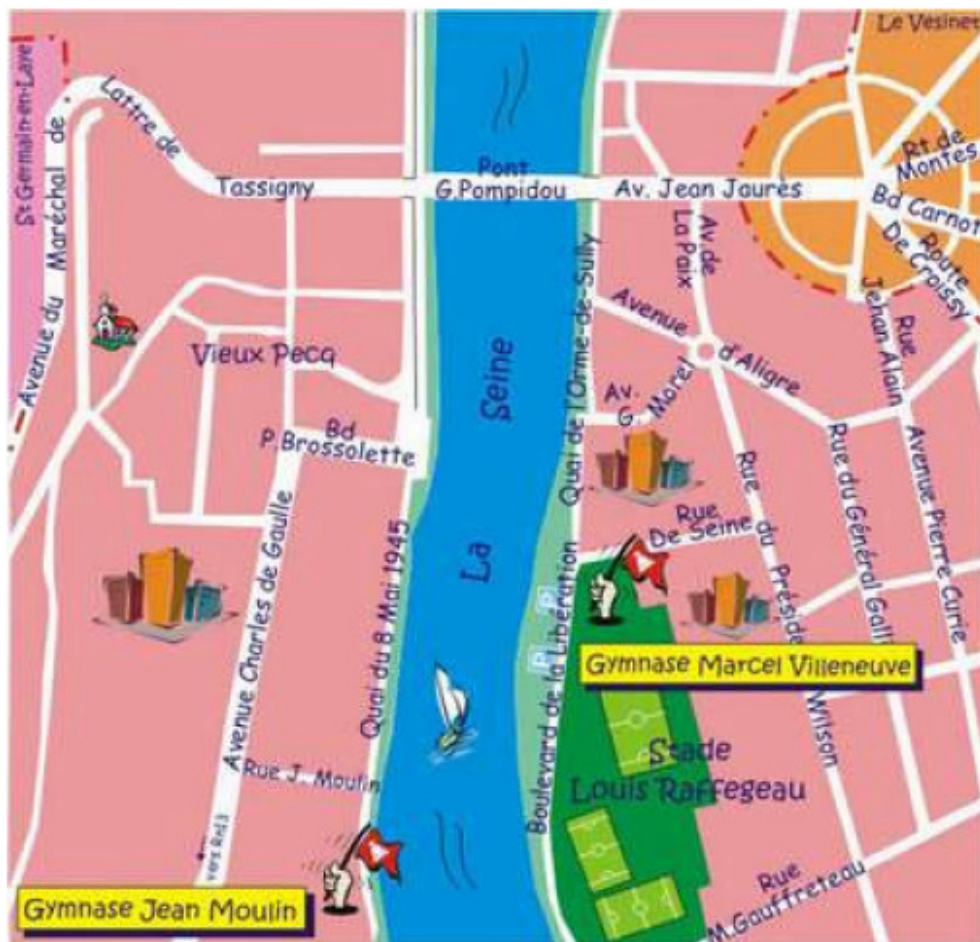 Le Vésinet
St Germain-en-Laye
Lattre de
Tassigny
Avenue du Maréchal de
Pont
G.Pompidou
Av. Jean Jaurès
Rt de
Montes
Bd Carnot
Route
De Croissy
Av. de
La Paix
Rue
Jehan Alain
Avenue
d'Aligre
Quai de l'Orme-de-Sully
Vieux Pecq
La Seine
Av.
G. Morel
Bd
P. Brossolette
Rue du Président
Wilson
Rue du Général Galli
Avenue Pierre Curie
Rue
De Seine
Avenue Charles de Gaulle
Quai du 8 Mai 1945
Boulevard de la Libération
P
P
Gymnase Marcel Villeneuve
Stade
Louis Raffegeau
Rue J. Moulin
vers Rn13
Rue
M.Gauffreteau
Gymnase Jean Moulin